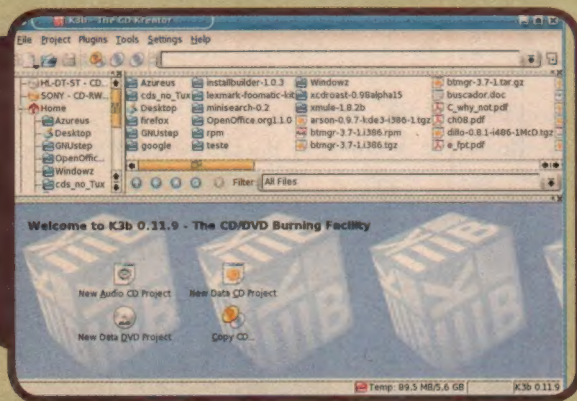 K3b - The CD Kreator
File Project Plugins Tools Settings Help
HL-DT-ST - CD...
SONY - CD-RW...
Home
Azureus
Desktop
GNUstep
OpenOffic...
Windowz
cds_no_Tux
Azureus
cds_no_Tux
Desktop
firefox
GNUstep
google
installbuilder-1.0.3
lexmark-foomatic-kit
minisearch-0.2
OpenOffice.org1.1.0
rpm
teste
Windowz
xcdroast-0.98alpha15
xmule-1.8.2b
arson-0.9.7-kde3-i386-1.tgz
btmgr-3.7-1.i386.rpm
btmgr-3.7-1.i386.tgz
btmgr-3.7-1.tar.gz
buscador.doc
C_why_not.pdf
ch08.pdf
dillo-0.8.1-i486-1McD.tgz
e_fpt.pdf
Filter: All Files
Welcome to K3b 0.11.9 - The CD/DVD Burning Facility
New Audio CD Project
New Data CD Project
New Data DVD Project
Copy CD...
Temp: 89,5 MB/5,6 GB
K3b 0.11.9